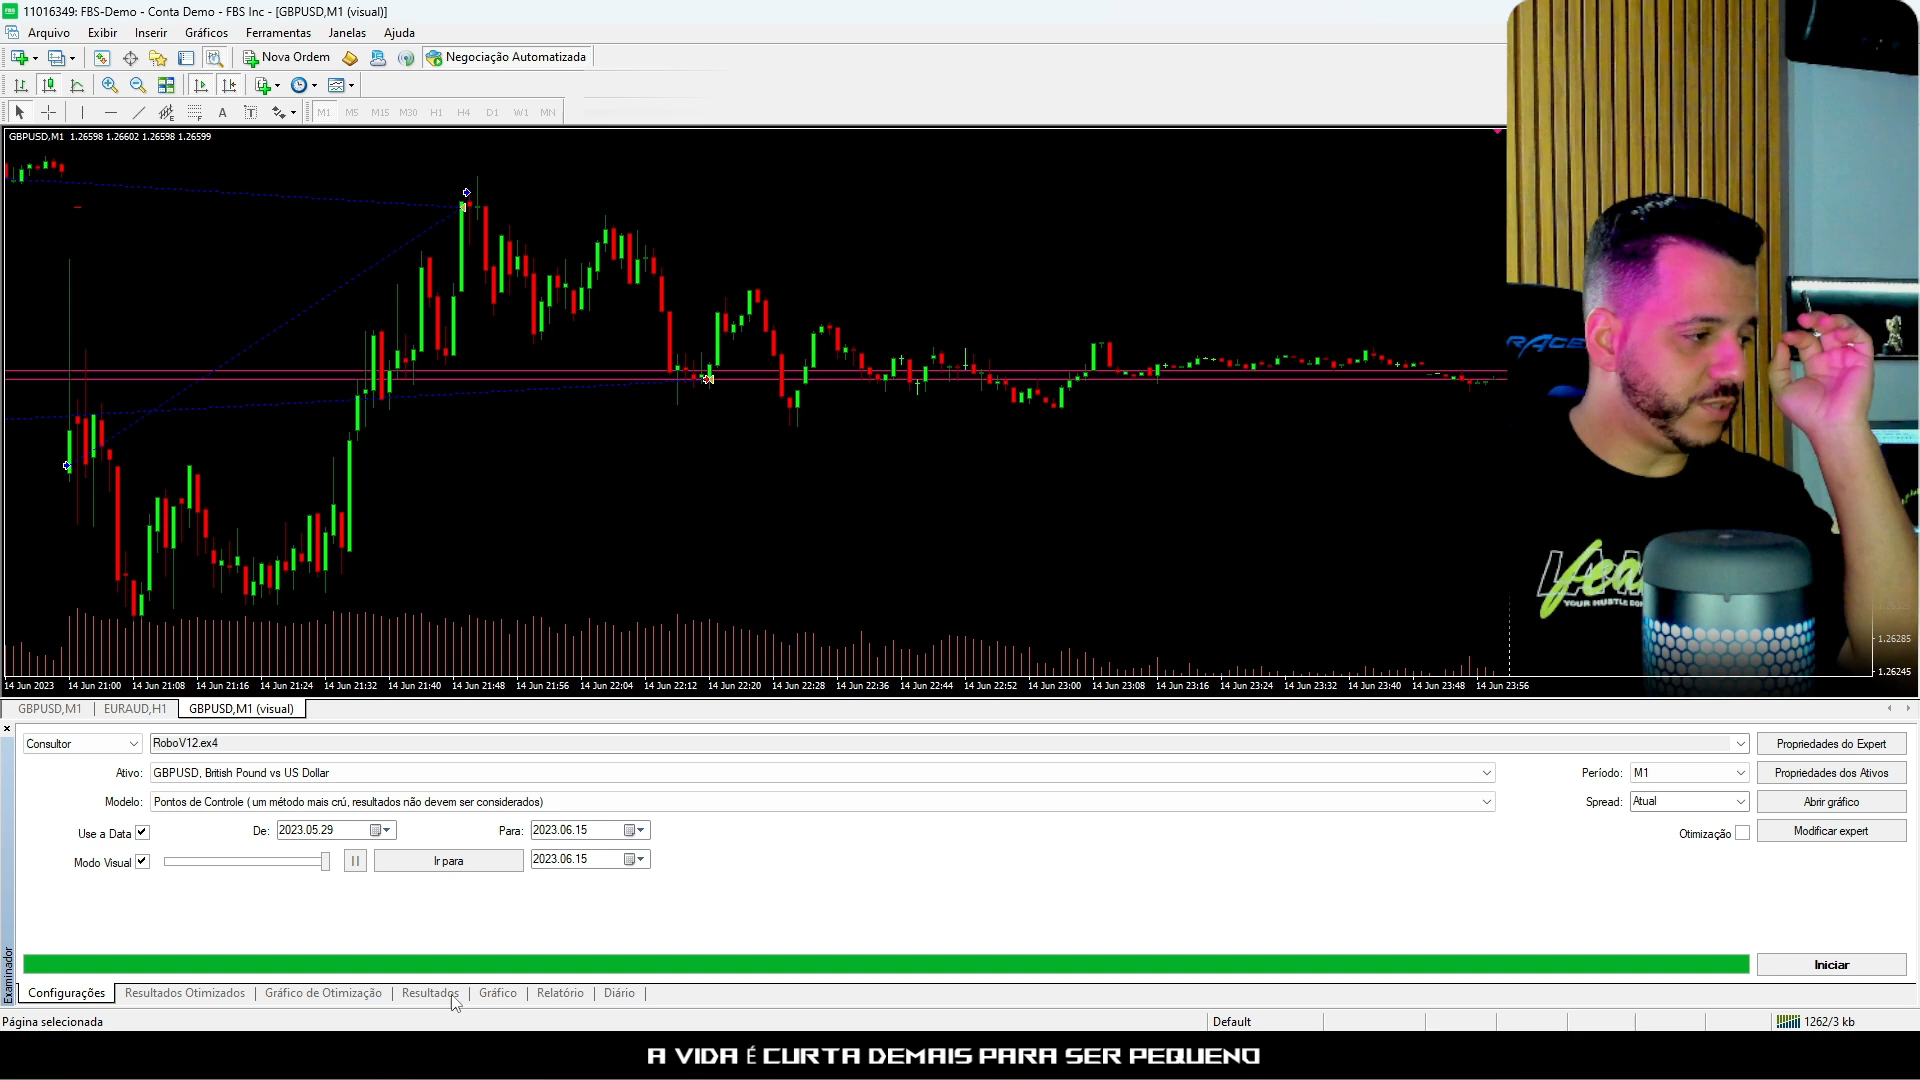 11016349: FBS-Demo - Conta Demo - FBS Inc - [GBPUSD,M1 (visual)]
Arquivo Exibir Inserir Gráficos Ferramentas Janelas Ajuda
Nova Ordem Negociação Automatizada
A T M1 M5 M15 M30 H1 H4 D1 W1 MN
GBPUSD,M1 1.26598 1.26602 1.26598 1.26599
RACE
YOUR HUSTLE
1.26285
1.26245
14 Jun 2023 14 Jun 21:00 14 Jun 21:08 14 Jun 21:16 14 Jun 21:24 14 Jun 21:32 14 Jun 21:40 14 Jun 21:48 14 Jun 21:56 14 Jun 22:04 14 Jun 22:12 14 Jun 22:20 14 Jun 22:28 14 Jun 22:36 14 Jun 22:44 14 Jun 22:52 14 Jun 23:00 14 Jun 23:08 14 Jun 23:16 14 Jun 23:24 14 Jun 23:32 14 Jun 23:40 14 Jun 23:48 14 Jun 23:56
GBPUSD,M1 EURAUD,H1 GBPUSD,M1 (visual)
Consultor RoboV12.ex4 Propriedades do Expert
Ativo: GBPUSD, British Pound vs US Dollar Período: M1 Propriedades dos Ativos
Modelo: Pontos de Controle ( um método mais crú, resultados não devem ser considerados) Spread: Atual Abrir gráfico
Use a Data De: 2023.05.29 Para: 2023.06.15 Otimização Modificar expert
Modo Visual Ir para 2023.06.15
Iniciar
Examinador
Configurações Resultados Otimizados Gráfico de Otimização Resultados Gráfico Relatório Diário
Página selecionada Default 1262/3 kb
A VIDA É CURTA DEMAIS PARA SER PEQUENO